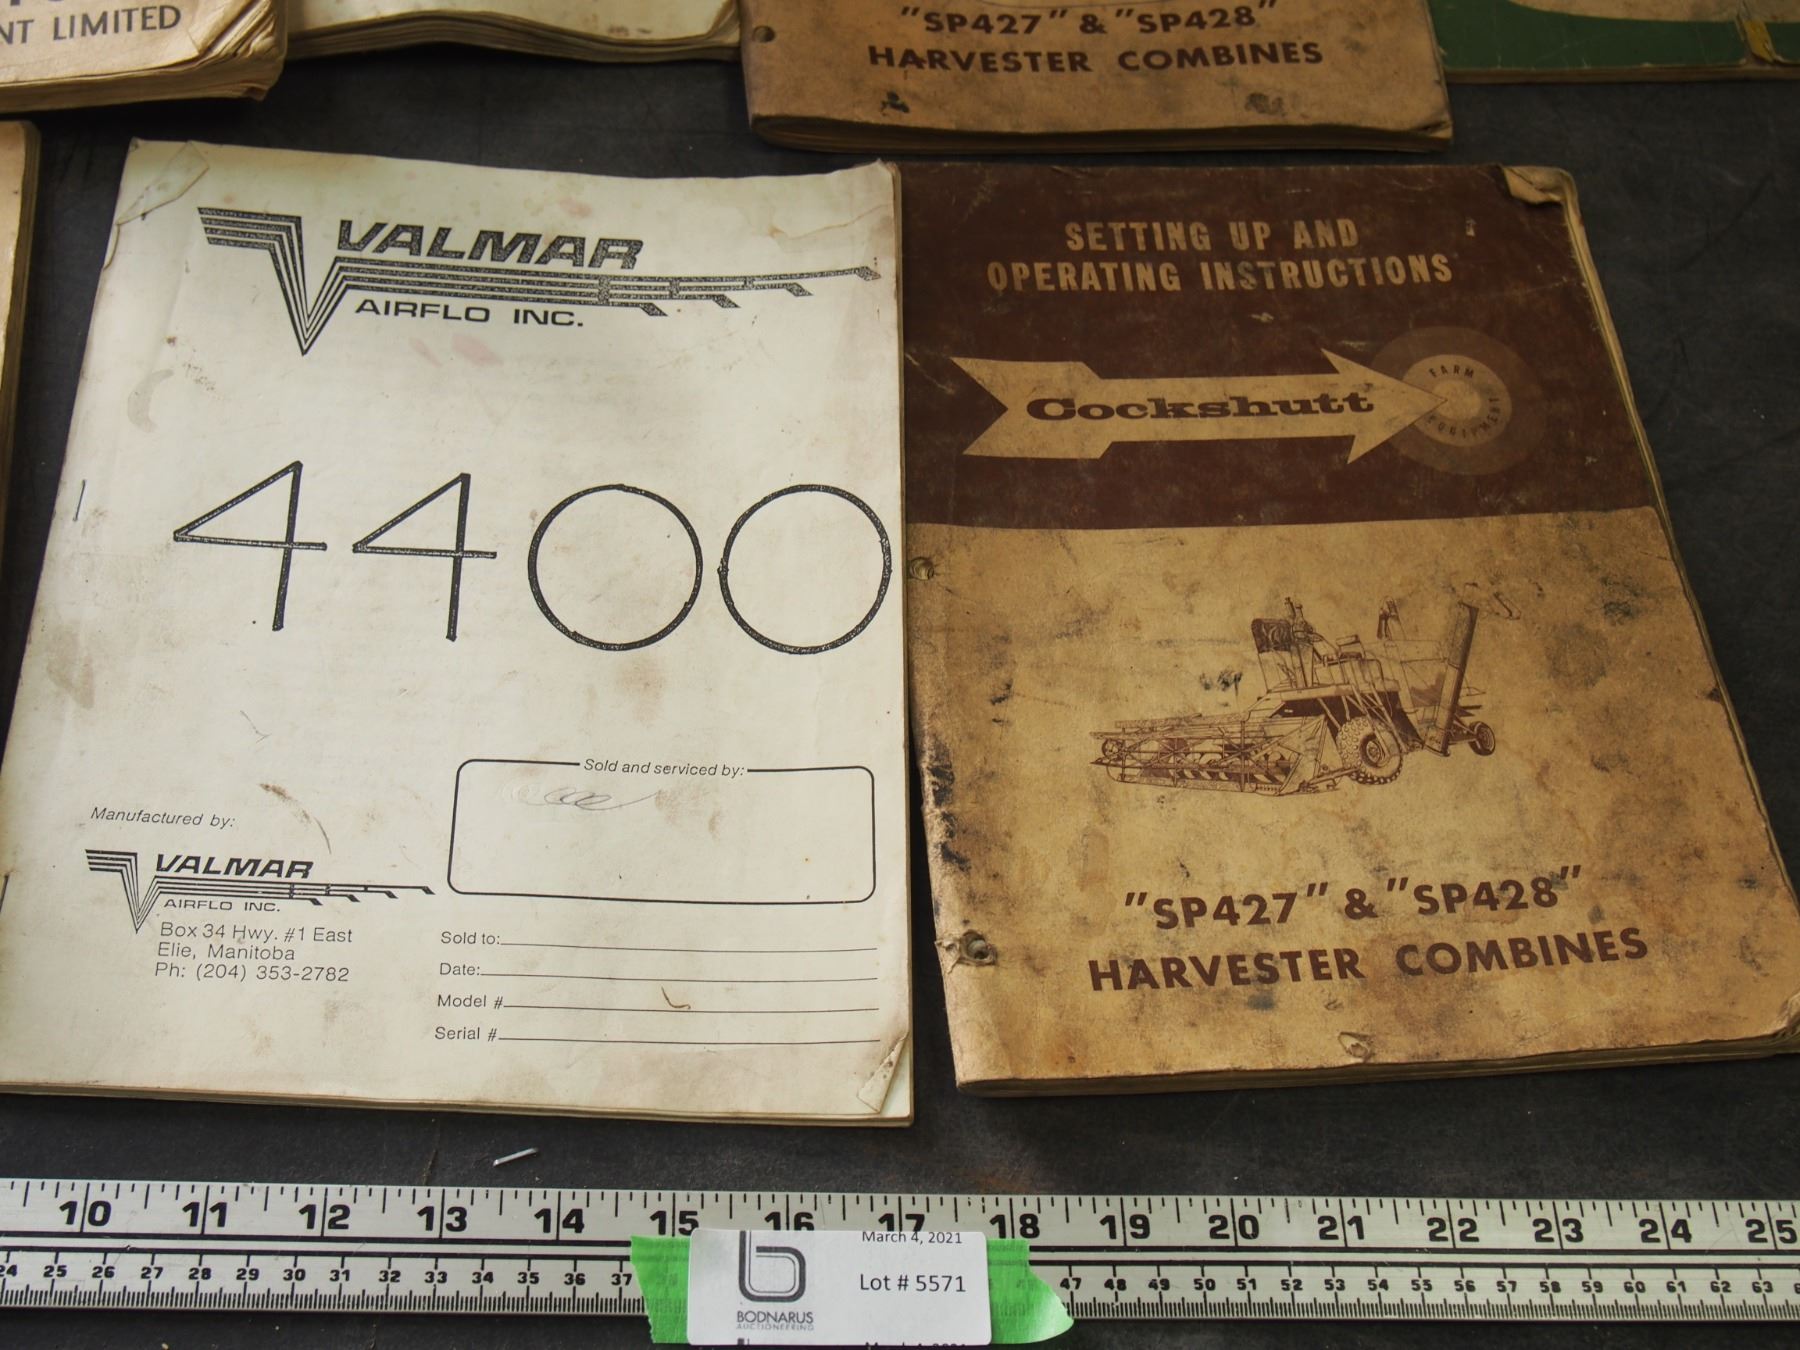 NT LIMITED
"SP427" & "SP428"
HARVESTER COMBINES
VALMAR
AIRFLO INC.
4400
Sold and serviced by:
Manufactured by:
VALMAR
AIRFLO INC.
Box 34 Hwy. #1 East
Elie, Manitoba
Ph: (204) 353-2782
Sold to:
Date:
Model #
Serial #
SETTING UP AND
OPERATING INSTRUCTIONS
Cockshutt
FARM
EQUIPMENT
"SP427" & "SP428"
HARVESTER COMBINES
10 11 12 13 14 15 16 17 18 19 20 21 22 23 24 25
24 25 26 27 28 29 30 31 32 33 34 35 36 37 47 48 49 50 51 52 53 54 55 56 57 58 59 60 61 62 63
March 4, 2021
Lot # 5571
BODNARUS
AUCTIONEERING